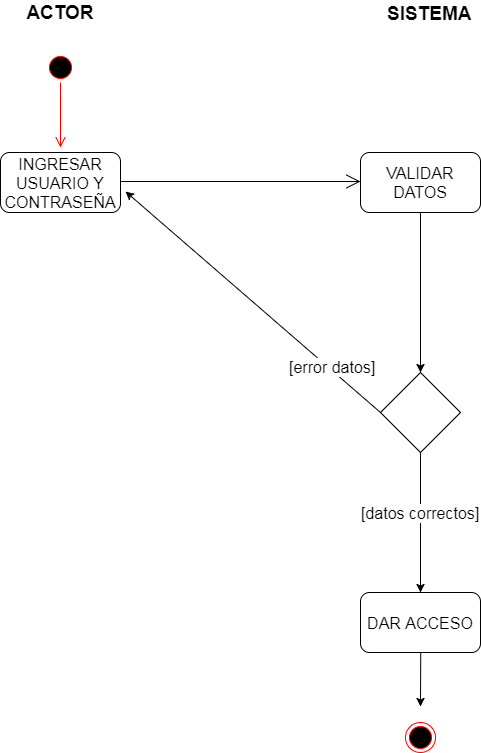 ACTOR
SISTEMA
INGRESAR
USUARIO Y
CONTRASEÑA
VALIDAR
DATOS
[error datos]
[datos correctos]
DAR ACCESO